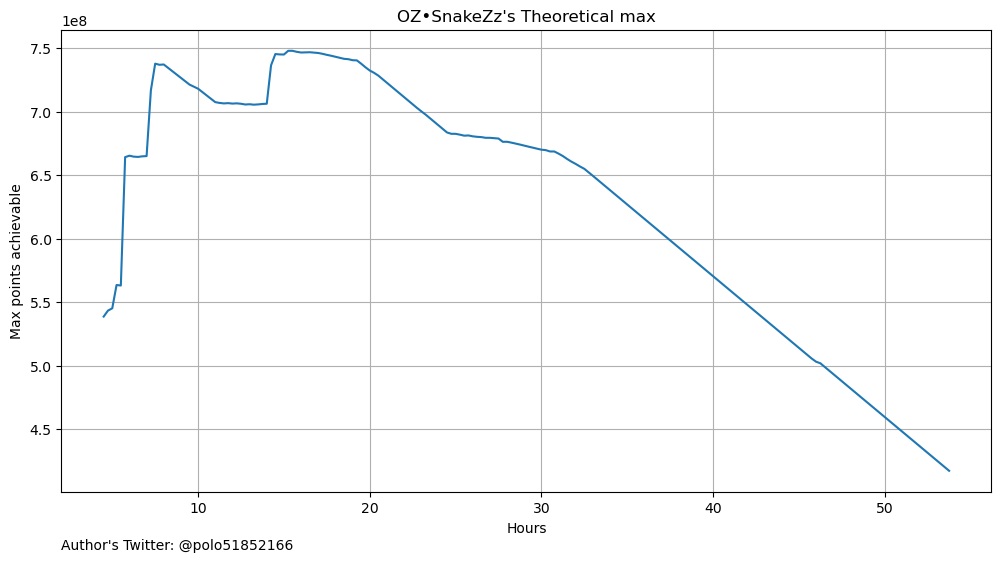 OZ•SnakeZz's Theoretical max
1e8
7.5
7.0
6.5
6.0
5.5
5.0
4.5
Max points achievable
10 20 30 40 50
Hours
Author's Twitter: @polo51852166